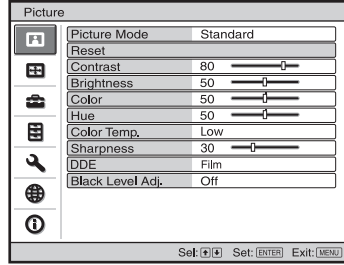 Picture
Picture Mode Standard
Reset
Contrast 80
Brightness 50
Color 50
Hue 50
Color Temp. Low
Sharpness 30
DDE Film
Black Level Adj. Off
Sel: Set: ENTER Exit: MENU